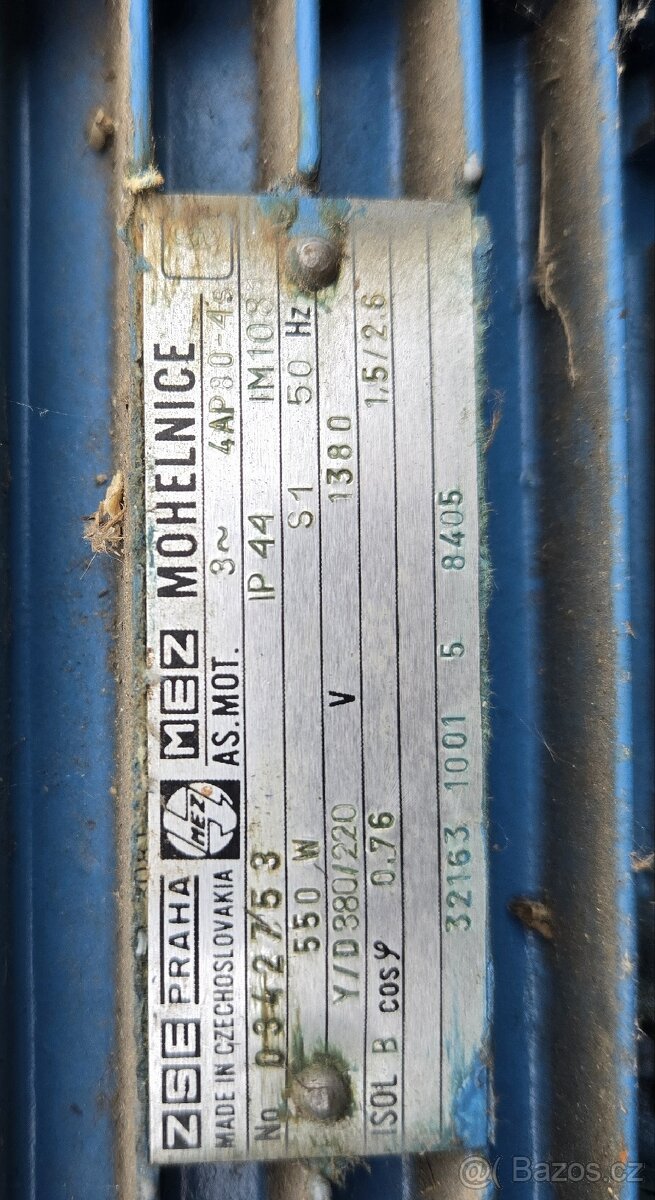 ZSE PRAHA MEZ MEZ MOHELNICE
MADE IN CZECHOSLOVAKIA AS. MOT. 3~ 4AP80-4s
No 0342753 IP 44
550 W S1 50 Hz
Y/D 380/220 V 1380
ISOL B cosφ 0.76 1,5/2.6
32163 1001 5 8405
@ Bazos.cz